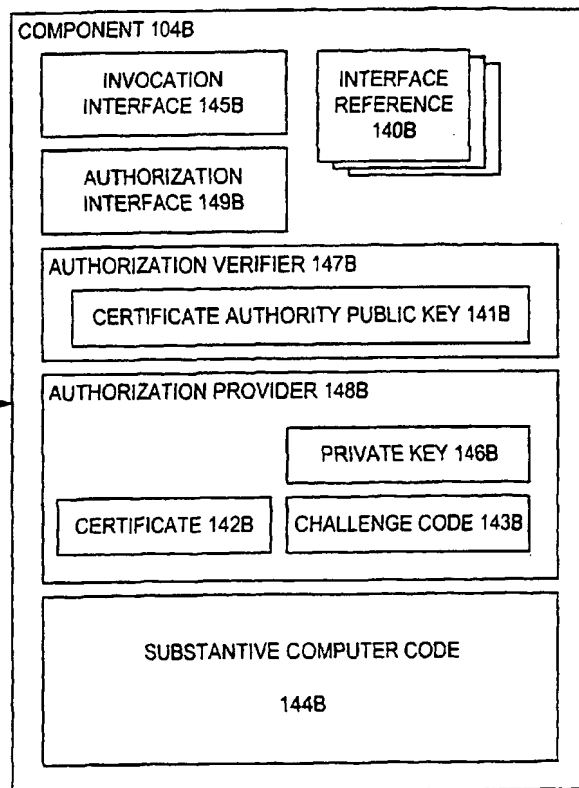 COMPONENT 104B
INVOCATION
INTERFACE 145B
INTERFACE
REFERENCE
140B
AUTHORIZATION
INTERFACE 149B
AUTHORIZATION VERIFIER 147B
CERTIFICATE AUTHORITY PUBLIC KEY 141B
AUTHORIZATION PROVIDER 148B
PRIVATE KEY 146B
CERTIFICATE 142B
CHALLENGE CODE 143B
SUBSTANTIVE COMPUTER CODE
144B